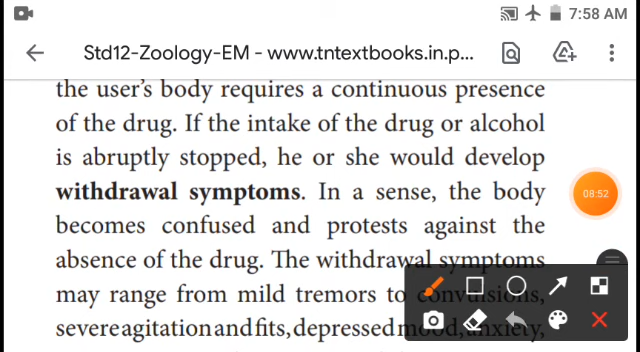 7:58 AM
Std12-Zoology-EM - www.tntextbooks.in.p...
the user's body requires a continuous presence
of the drug. If the intake of the drug or alcohol
is abruptly stopped, he or she would develop
withdrawal symptoms. In a sense, the body
08:52
becomes confused and protests against the
absence of the drug. The withdrawal symptoms
may range from mild tremors to convulsions,
severe agitation and fits, depressed mood, anxiety,